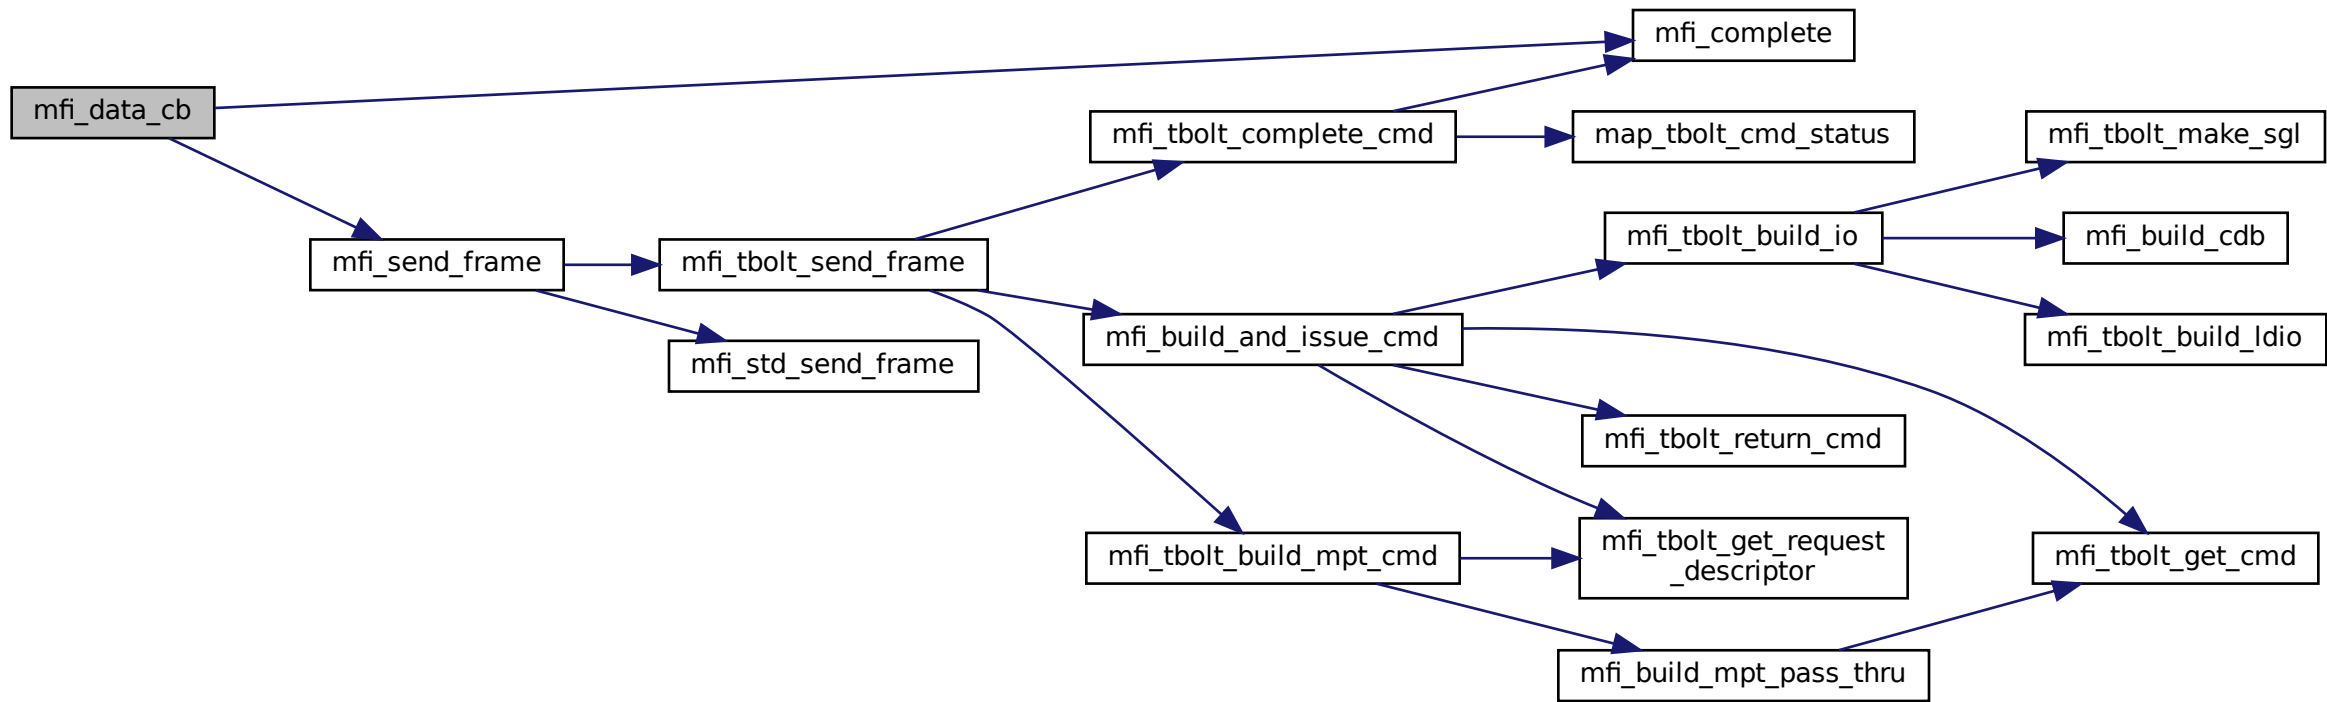 mfi_data_cb
mfi_complete
mfi_send_frame
mfi_tbolt_send_frame
mfi_std_send_frame
mfi_tbolt_complete_cmd
map_tbolt_cmd_status
mfi_build_and_issue_cmd
mfi_tbolt_build_io
mfi_tbolt_make_sgl
mfi_build_cdb
mfi_tbolt_build_ldio
mfi_tbolt_return_cmd
mfi_tbolt_get_request
_descriptor
mfi_tbolt_get_cmd
mfi_tbolt_build_mpt_cmd
mfi_build_mpt_pass_thru